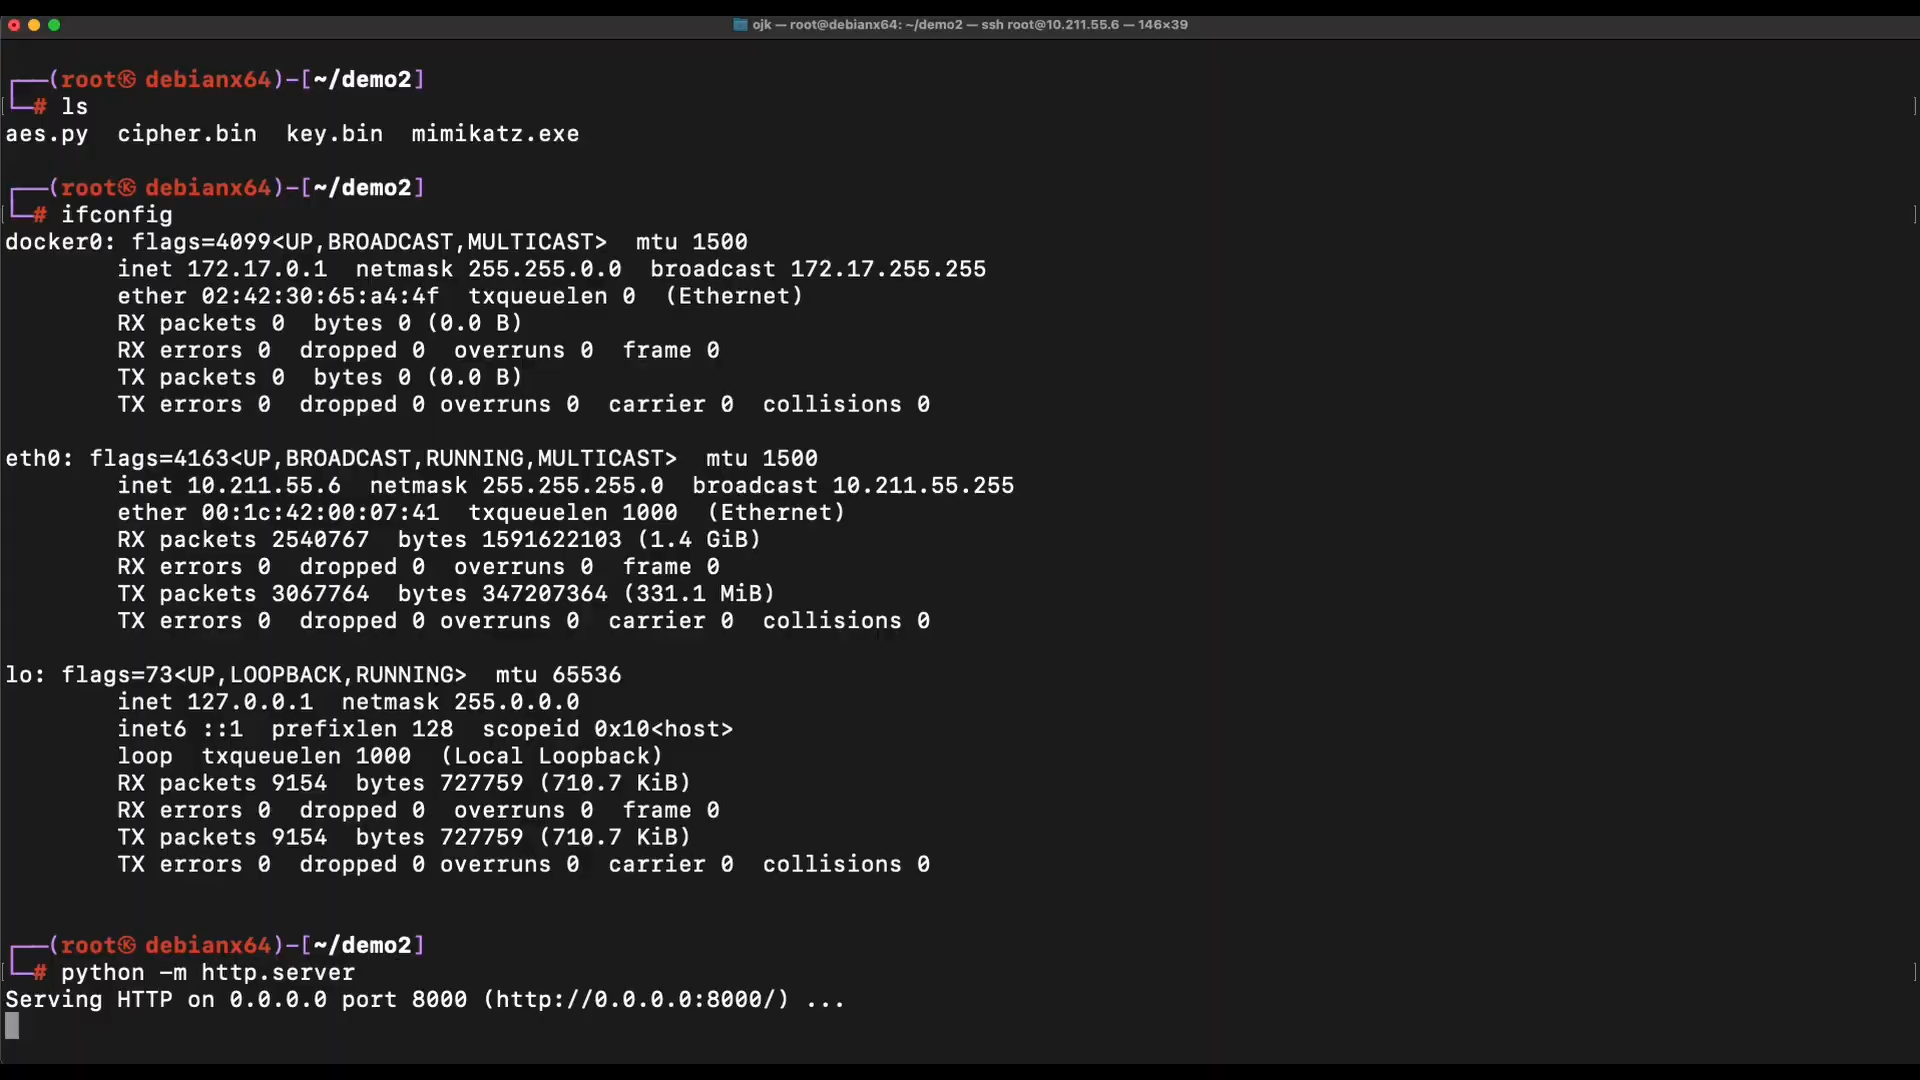 ojk — root@debianx64: ~/demo2 — ssh root@10.211.55.6 — 146×39
┌──(root㉿ debianx64)-[~/demo2]
└─# ls
aes.py  cipher.bin  key.bin  mimikatz.exe
┌──(root㉿ debianx64)-[~/demo2]
└─# ifconfig
docker0: flags=4099<UP,BROADCAST,MULTICAST>  mtu 1500
        inet 172.17.0.1  netmask 255.255.0.0  broadcast 172.17.255.255
        ether 02:42:30:65:a4:4f  txqueuelen 0  (Ethernet)
        RX packets 0  bytes 0 (0.0 B)
        RX errors 0  dropped 0  overruns 0  frame 0
        TX packets 0  bytes 0 (0.0 B)
        TX errors 0  dropped 0 overruns 0  carrier 0  collisions 0
eth0: flags=4163<UP,BROADCAST,RUNNING,MULTICAST>  mtu 1500
        inet 10.211.55.6  netmask 255.255.255.0  broadcast 10.211.55.255
        ether 00:1c:42:00:07:41  txqueuelen 1000  (Ethernet)
        RX packets 2540767  bytes 1591622103 (1.4 GiB)
        RX errors 0  dropped 0  overruns 0  frame 0
        TX packets 3067764  bytes 347207364 (331.1 MiB)
        TX errors 0  dropped 0 overruns 0  carrier 0  collisions 0
lo: flags=73<UP,LOOPBACK,RUNNING>  mtu 65536
        inet 127.0.0.1  netmask 255.0.0.0
        inet6 ::1  prefixlen 128  scopeid 0x10<host>
        loop  txqueuelen 1000  (Local Loopback)
        RX packets 9154  bytes 727759 (710.7 KiB)
        RX errors 0  dropped 0  overruns 0  frame 0
        TX packets 9154  bytes 727759 (710.7 KiB)
        TX errors 0  dropped 0 overruns 0  carrier 0  collisions 0
┌──(root㉿ debianx64)-[~/demo2]
└─# python -m http.server
Serving HTTP on 0.0.0.0 port 8000 (http://0.0.0.0:8000/) ...